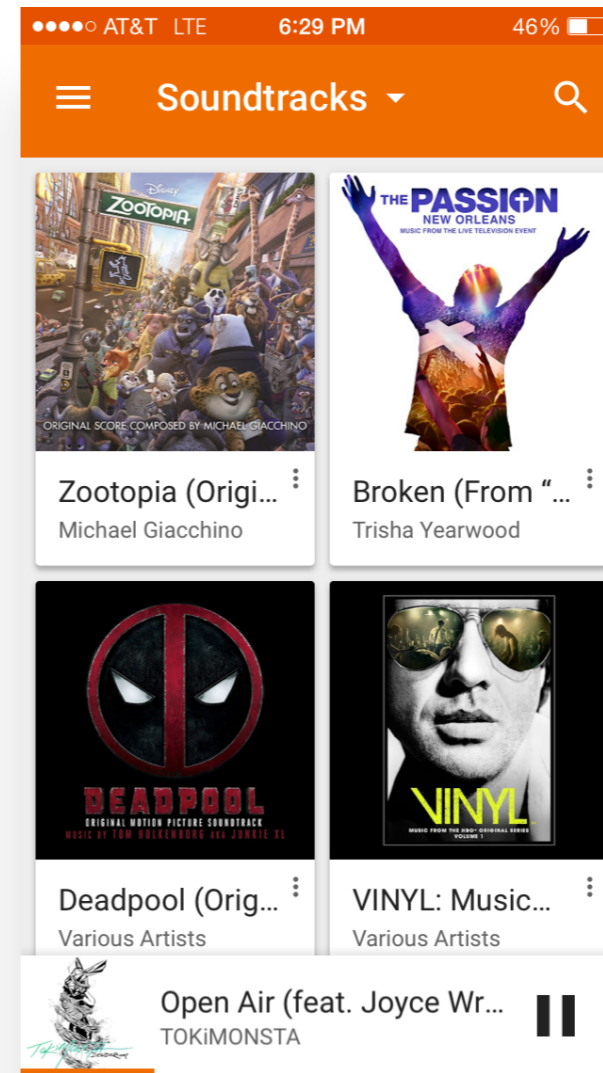 AT&T LTE 6:29 PM 46%
Soundtracks
Disney
ZOOTOPIA
ORIGINAL SCORE COMPOSED BY MICHAEL GIACCHINO
Zootopia (Origi...
Michael Giacchino
THE PASSION
NEW ORLEANS
MUSIC FROM THE LIVE TELEVISION EVENT
Broken (From “...
Trisha Yearwood
DEADPOOL
ORIGINAL MOTION PICTURE SOUNDTRACK
MUSIC BY TOM HOLKENBORG AKA JUNKIE XL
Deadpool (Orig...
Various Artists
VINYL
MUSIC FROM THE HBO® ORIGINAL SERIES
VOLUME 1
VINYL: Music...
Various Artists
Open Air (feat. Joyce Wr...
TOKiMONSTA